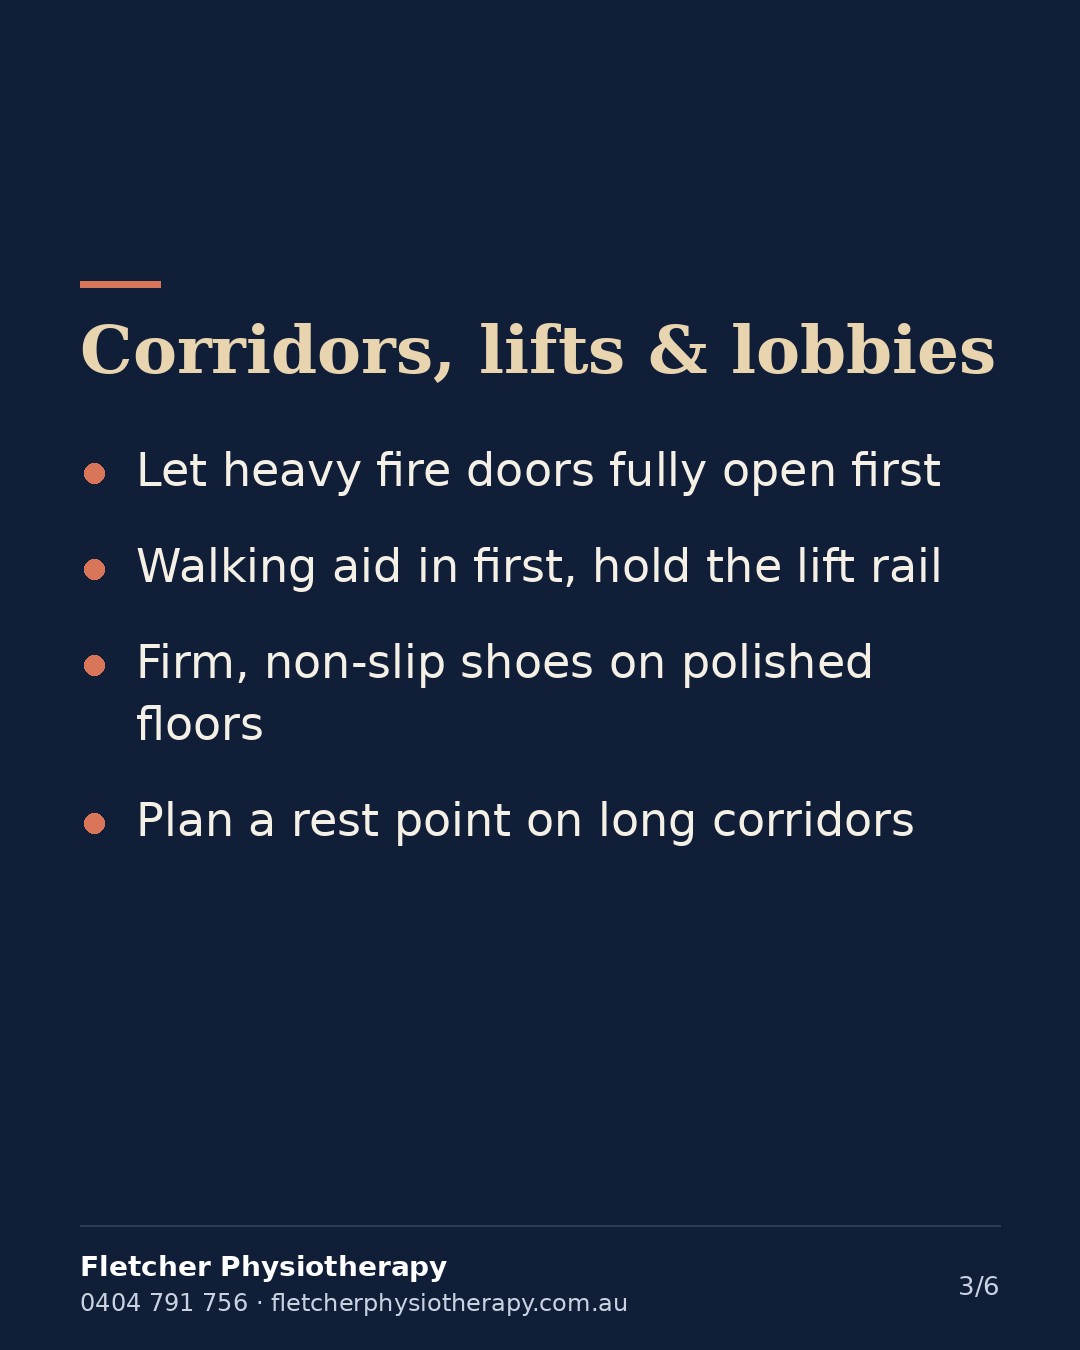 Corridors, lifts & lobbies
Let heavy fire doors fully open first
Walking aid in first, hold the lift rail
Firm, non-slip shoes on polished
floors
Plan a rest point on long corridors
Fletcher Physiotherapy
0404 791 756 · fletcherphysiotherapy.com.au
3/6